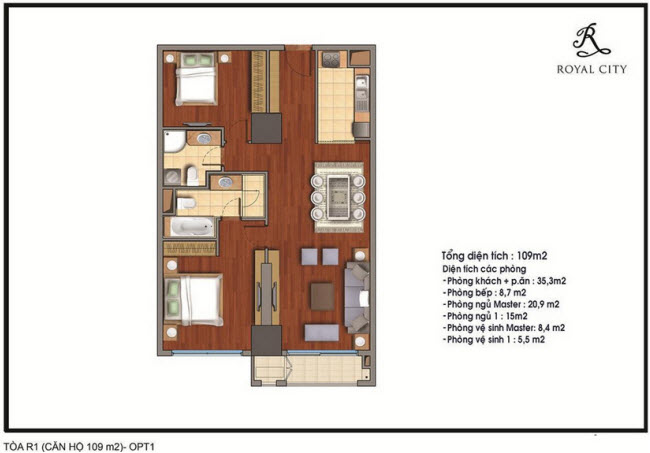 R
ROYAL CITY
Tổng diện tích : 109m2
Diện tích các phòng
-Phòng khách + p.ăn : 35,3m2
-Phòng bếp : 8,7 m2
-Phòng ngủ Master : 20,9 m2
-Phòng ngủ 1 : 15m2
-Phòng vệ sinh Master: 8,4 m2
-Phòng vệ sinh 1 : 5,5 m2
TÒA R1 (CĂN HỘ 109 m2)- OPT1